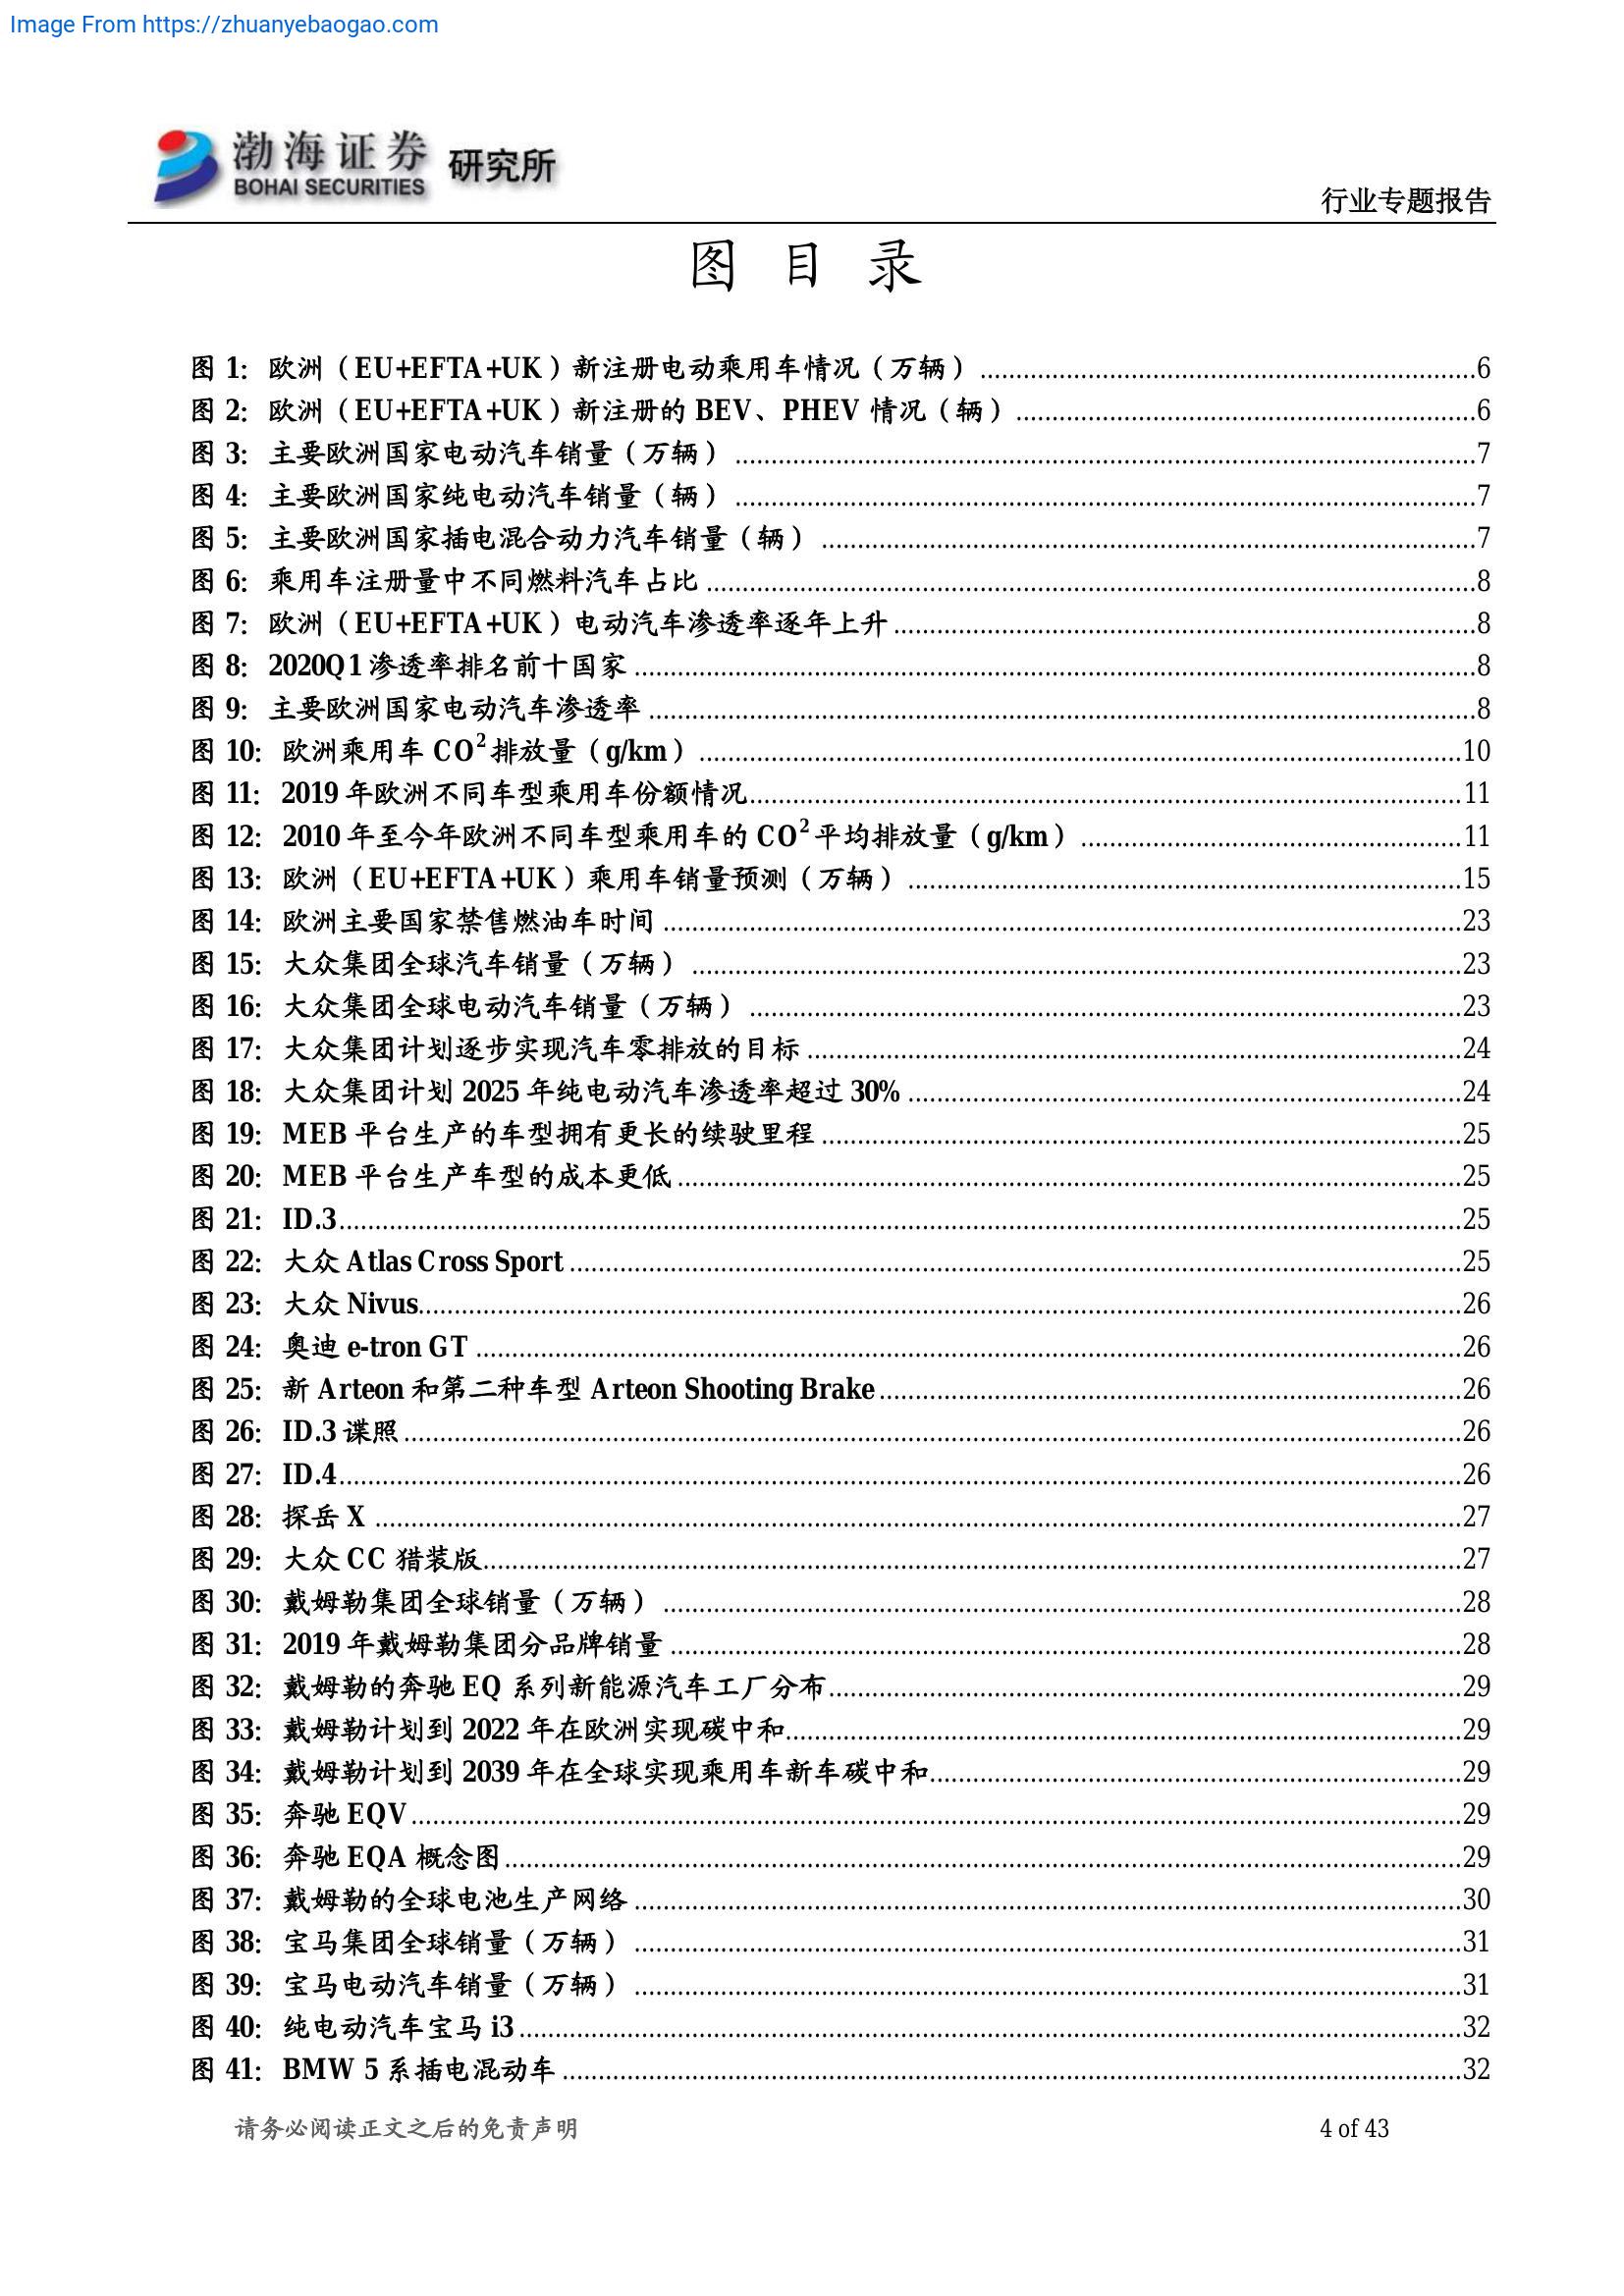 Image From https://zhuanyebaogao.com
渤海证券 研究所
BOHAI SECURITIES
行业专题报告
图 目 录
图 1：欧洲（EU+EFTA+UK）新注册电动乘用车情况（万辆）......6
图 2：欧洲（EU+EFTA+UK）新注册的 BEV、PHEV 情况（辆）......6
图 3：主要欧洲国家电动汽车销量（万辆）......7
图 4：主要欧洲国家纯电动汽车销量（辆）......7
图 5：主要欧洲国家插电混合动力汽车销量（辆）......7
图 6：乘用车注册量中不同燃料汽车占比......8
图 7：欧洲（EU+EFTA+UK）电动汽车渗透率逐年上升......8
图 8：2020Q1 渗透率排名前十国家......8
图 9：主要欧洲国家电动汽车渗透率......8
图 10：欧洲乘用车 CO²排放量（g/km）......10
图 11：2019 年欧洲不同车型乘用车份额情况......11
图 12：2010 年至今年欧洲不同车型乘用车的 CO²平均排放量（g/km）......11
图 13：欧洲（EU+EFTA+UK）乘用车销量预测（万辆）......15
图 14：欧洲主要国家禁售燃油车时间......23
图 15：大众集团全球汽车销量（万辆）......23
图 16：大众集团全球电动汽车销量（万辆）......23
图 17：大众集团计划逐步实现汽车零排放的目标......24
图 18：大众集团计划 2025 年纯电动汽车渗透率超过 30%......24
图 19：MEB 平台生产的车型拥有更长的续驶里程......25
图 20：MEB 平台生产车型的成本更低......25
图 21：ID.3......25
图 22：大众 Atlas Cross Sport......25
图 23：大众 Nivus......26
图 24：奥迪 e-tron GT......26
图 25：新 Arteon 和第二种车型 Arteon Shooting Brake......26
图 26：ID.3 谍照......26
图 27：ID.4......26
图 28：探岳 X......27
图 29：大众 CC 猎装版......27
图 30：戴姆勒集团全球销量（万辆）......28
图 31：2019 年戴姆勒集团分品牌销量......28
图 32：戴姆勒的奔驰 EQ 系列新能源汽车工厂分布......29
图 33：戴姆勒计划到 2022 年在欧洲实现碳中和......29
图 34：戴姆勒计划到 2039 年在全球实现乘用车新车碳中和......29
图 35：奔驰 EQV......29
图 36：奔驰 EQA 概念图......29
图 37：戴姆勒的全球电池生产网络......30
图 38：宝马集团全球销量（万辆）......31
图 39：宝马电动汽车销量（万辆）......31
图 40：纯电动汽车宝马 i3......32
图 41：BMW 5 系插电混动车......32
请务必阅读正文之后的免责声明
4 of 43